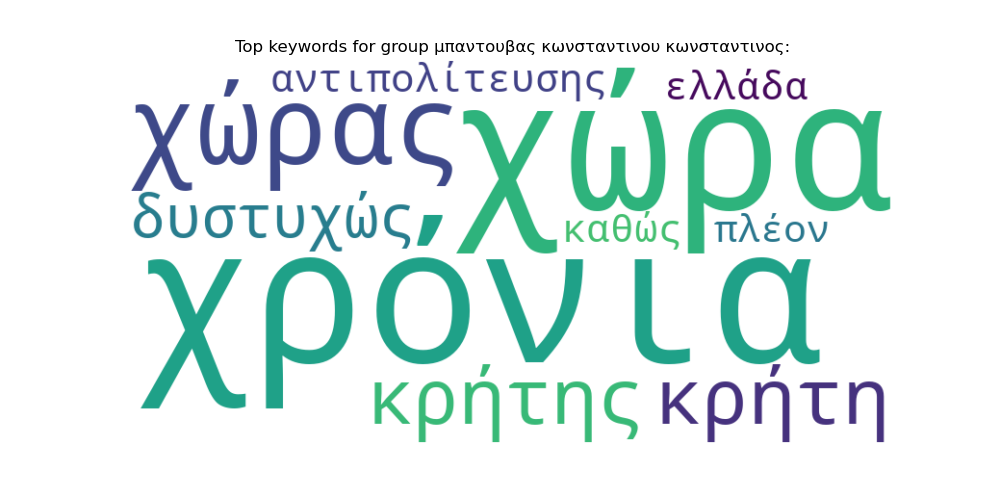 Top keywords for group μπαντουβας κωνσταντινου κωνσταντινος:
αντιπολίτευσης ελλάδα
χώρας χώρα
δυστυχώς καθώς πλέον
χρόνια
κρήτης κρήτη